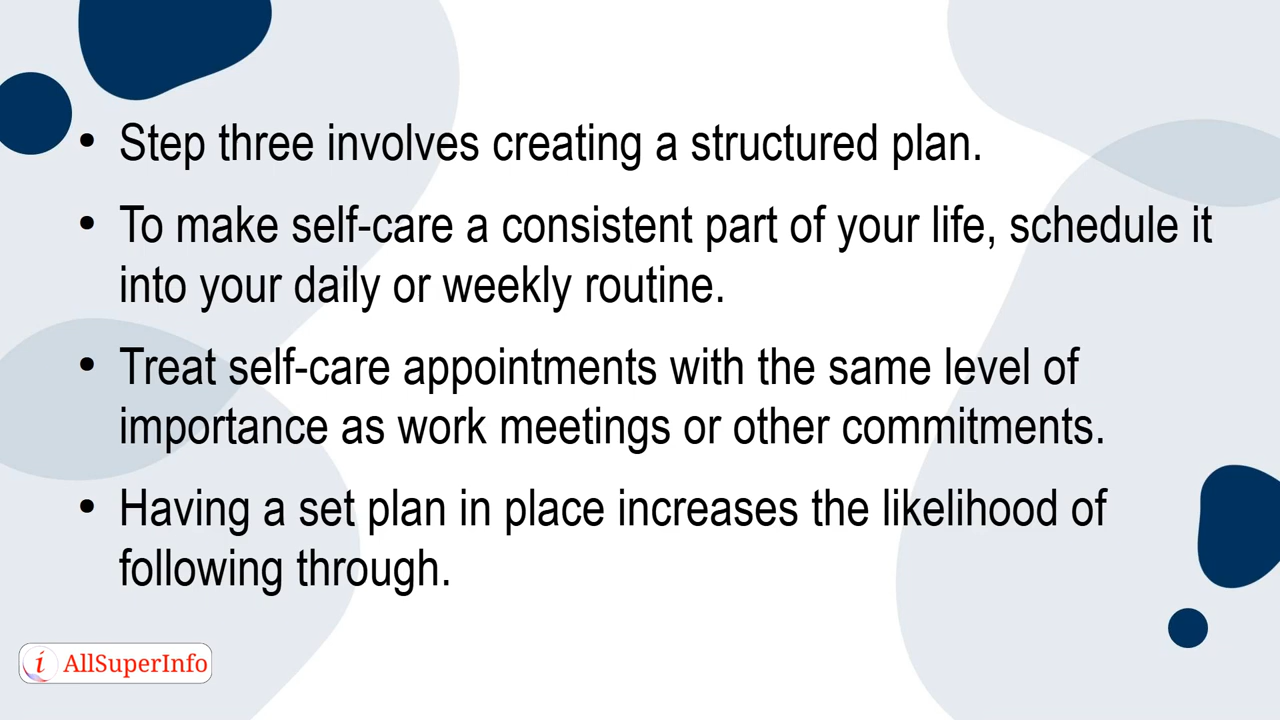 • Step three involves creating a structured plan.
• To make self-care a consistent part of your life, schedule it
into your daily or weekly routine.
• Treat self-care appointments with the same level of
importance as work meetings or other commitments.
• Having a set plan in place increases the likelihood of
following through.
i AllSuperInfo